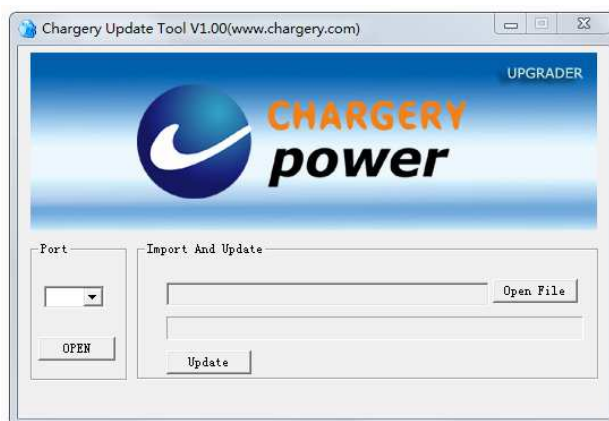 Chargery Update Tool V1.00(www.chargery.com)
UPGRADER
CHARGERY
power
Port
Import And Update
Open File
OPEN
Update